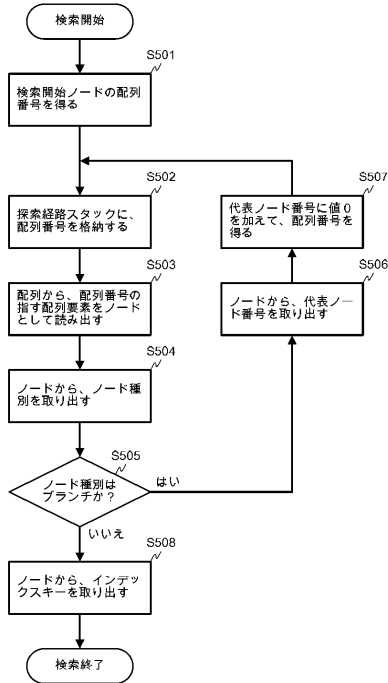 検索開始
S501
検索開始ノードの配列
番号を得る
S502
探索経路スタックに、
配列番号を格納する
S503
配列から、配列番号の
指す配列要素をノード
として読み出す
S504
ノードから、ノード種
別を取り出す
S505
ノード種別は
ブランチか?
はい
いいえ
S506
ノードから、代表ノー
ド番号を取り出す
S507
代表ノード番号に値0
を加えて、配列番号を
得る
S508
ノードから、インデッ
クスキーを取り出す
検索終了